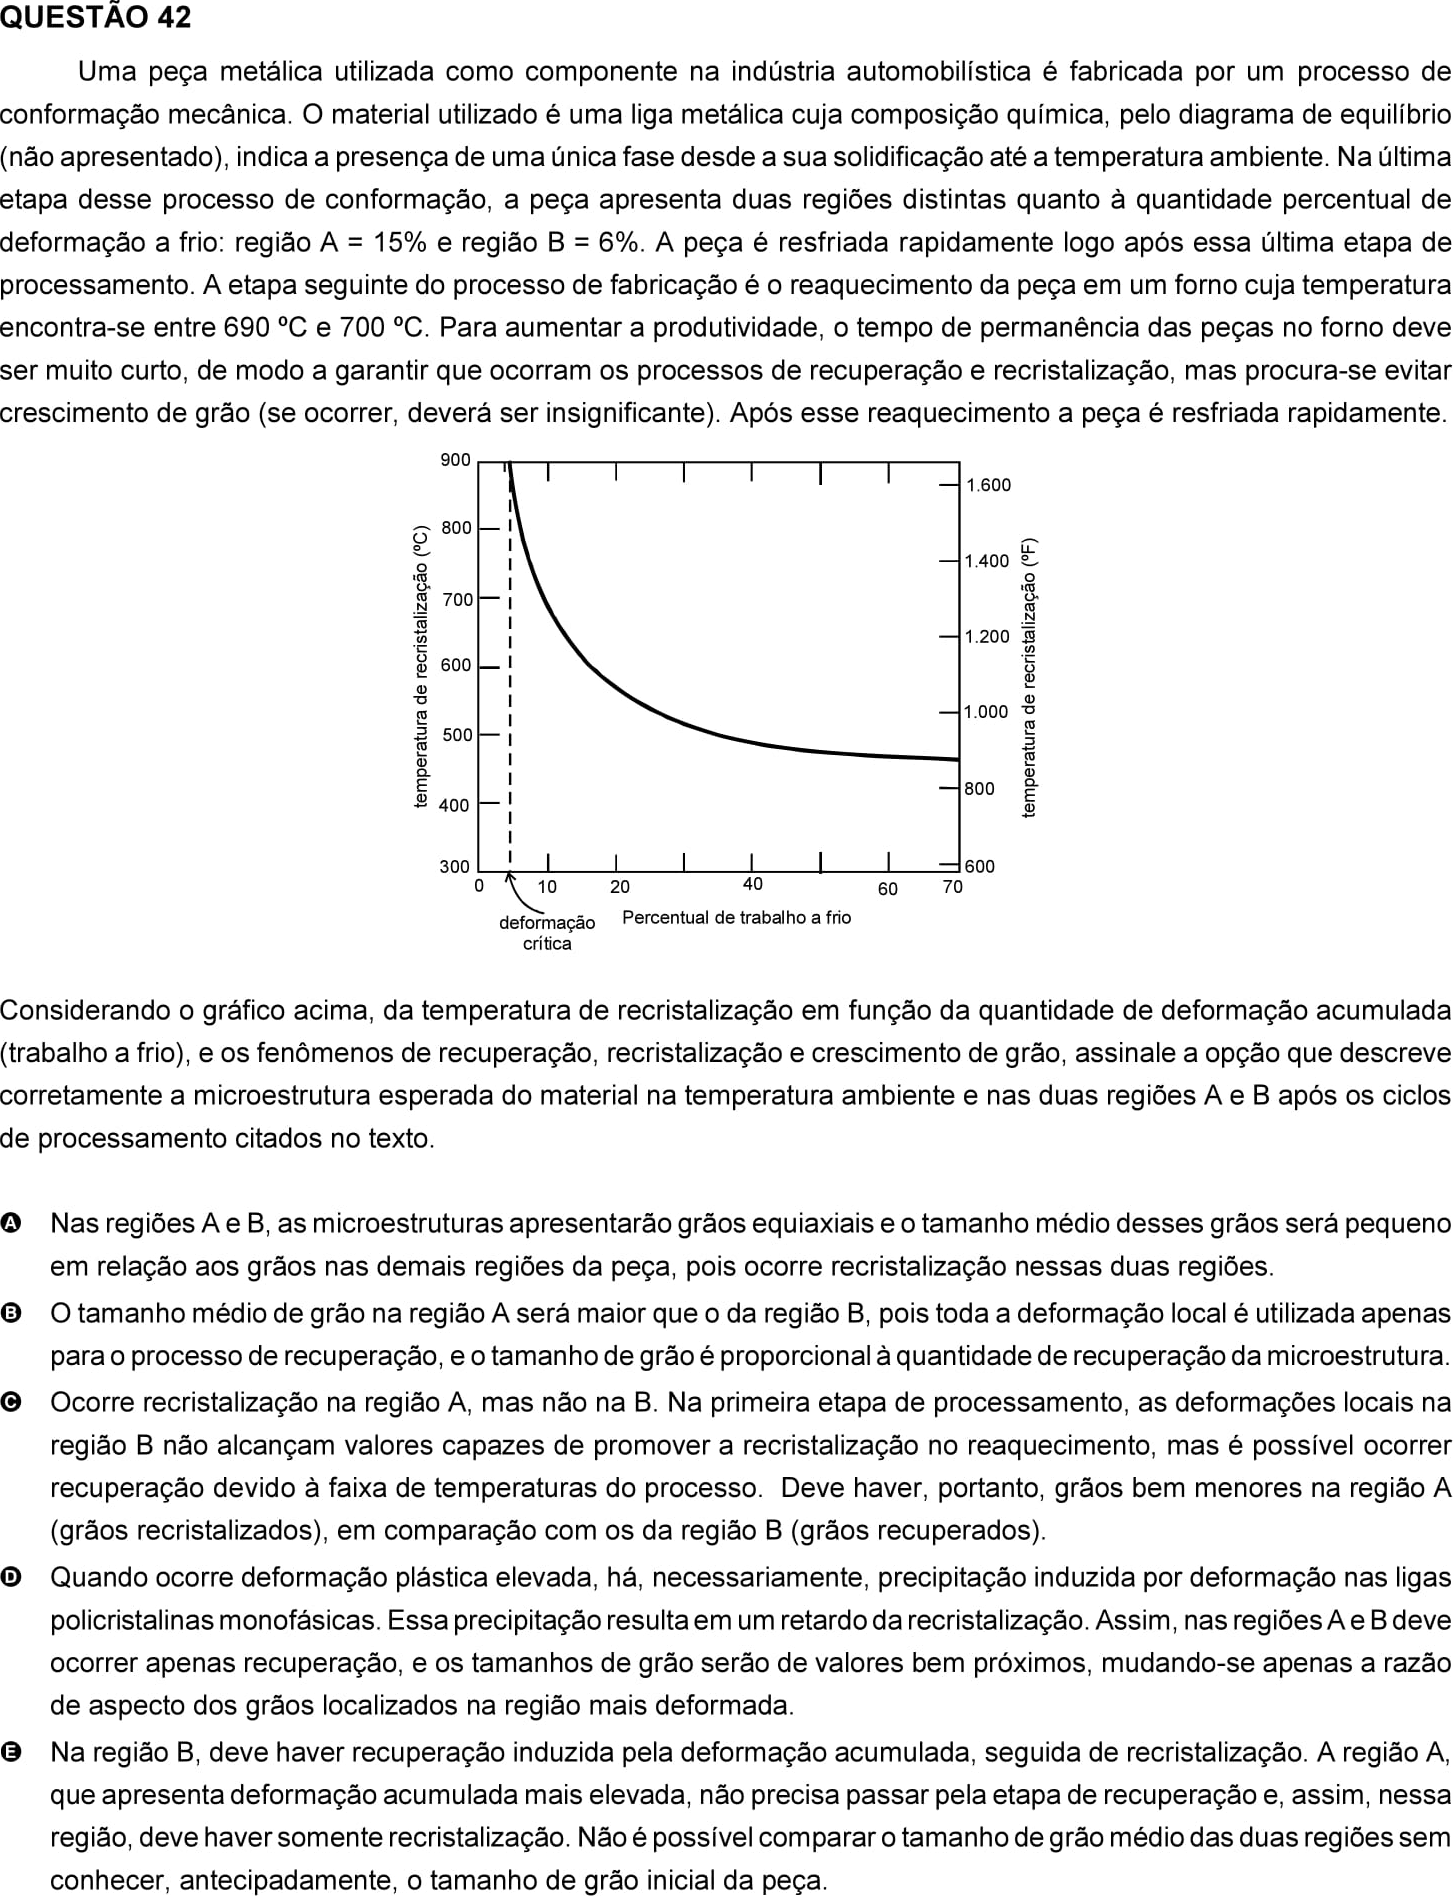 QUESTÃO 42
Uma peça metálica utilizada como componente na indústria automobilística é fabricada por um processo de
conformação mecânica. O material utilizado é uma liga metálica cuja composição química, pelo diagrama de equilíbrio
(não apresentado), indica a presença de uma única fase desde a sua solidificação até a temperatura ambiente. Na última
etapa desse processo de conformação, a peça apresenta duas regiões distintas quanto à quantidade percentual de
deformação a frio: região A = 15% e região B = 6%. A peça é resfriada rapidamente logo após essa última etapa de
processamento. A etapa seguinte do processo de fabricação é o reaquecimento da peça em um forno cuja temperatura
encontra-se entre 690 ºC e 700 ºC. Para aumentar a produtividade, o tempo de permanência das peças no forno deve
ser muito curto, de modo a garantir que ocorram os processos de recuperação e recristalização, mas procura-se evitar
crescimento de grão (se ocorrer, deverá ser insignificante). Após esse reaquecimento a peça é resfriada rapidamente.
temperatura de recristalização (ºC)
900
800
700
600
500
400
300
1.600
1.400
1.200
1.000
800
600
temperatura de recristalização (ºF)
0 10 20 40 60 70
deformação
crítica
Percentual de trabalho a frio
Considerando o gráfico acima, da temperatura de recristalização em função da quantidade de deformação acumulada
(trabalho a frio), e os fenômenos de recuperação, recristalização e crescimento de grão, assinale a opção que descreve
corretamente a microestrutura esperada do material na temperatura ambiente e nas duas regiões A e B após os ciclos
de processamento citados no texto.
A Nas regiões A e B, as microestruturas apresentarão grãos equiaxiais e o tamanho médio desses grãos será pequeno
em relação aos grãos nas demais regiões da peça, pois ocorre recristalização nessas duas regiões.
B O tamanho médio de grão na região A será maior que o da região B, pois toda a deformação local é utilizada apenas
para o processo de recuperação, e o tamanho de grão é proporcional à quantidade de recuperação da microestrutura.
C Ocorre recristalização na região A, mas não na B. Na primeira etapa de processamento, as deformações locais na
região B não alcançam valores capazes de promover a recristalização no reaquecimento, mas é possível ocorrer
recuperação devido à faixa de temperaturas do processo. Deve haver, portanto, grãos bem menores na região A
(grãos recristalizados), em comparação com os da região B (grãos recuperados).
D Quando ocorre deformação plástica elevada, há, necessariamente, precipitação induzida por deformação nas ligas
policristalinas monofásicas. Essa precipitação resulta em um retardo da recristalização. Assim, nas regiões A e B deve
ocorrer apenas recuperação, e os tamanhos de grão serão de valores bem próximos, mudando-se apenas a razão
de aspecto dos grãos localizados na região mais deformada.
E Na região B, deve haver recuperação induzida pela deformação acumulada, seguida de recristalização. A região A,
que apresenta deformação acumulada mais elevada, não precisa passar pela etapa de recuperação e, assim, nessa
região, deve haver somente recristalização. Não é possível comparar o tamanho de grão médio das duas regiões sem
conhecer, antecipadamente, o tamanho de grão inicial da peça.